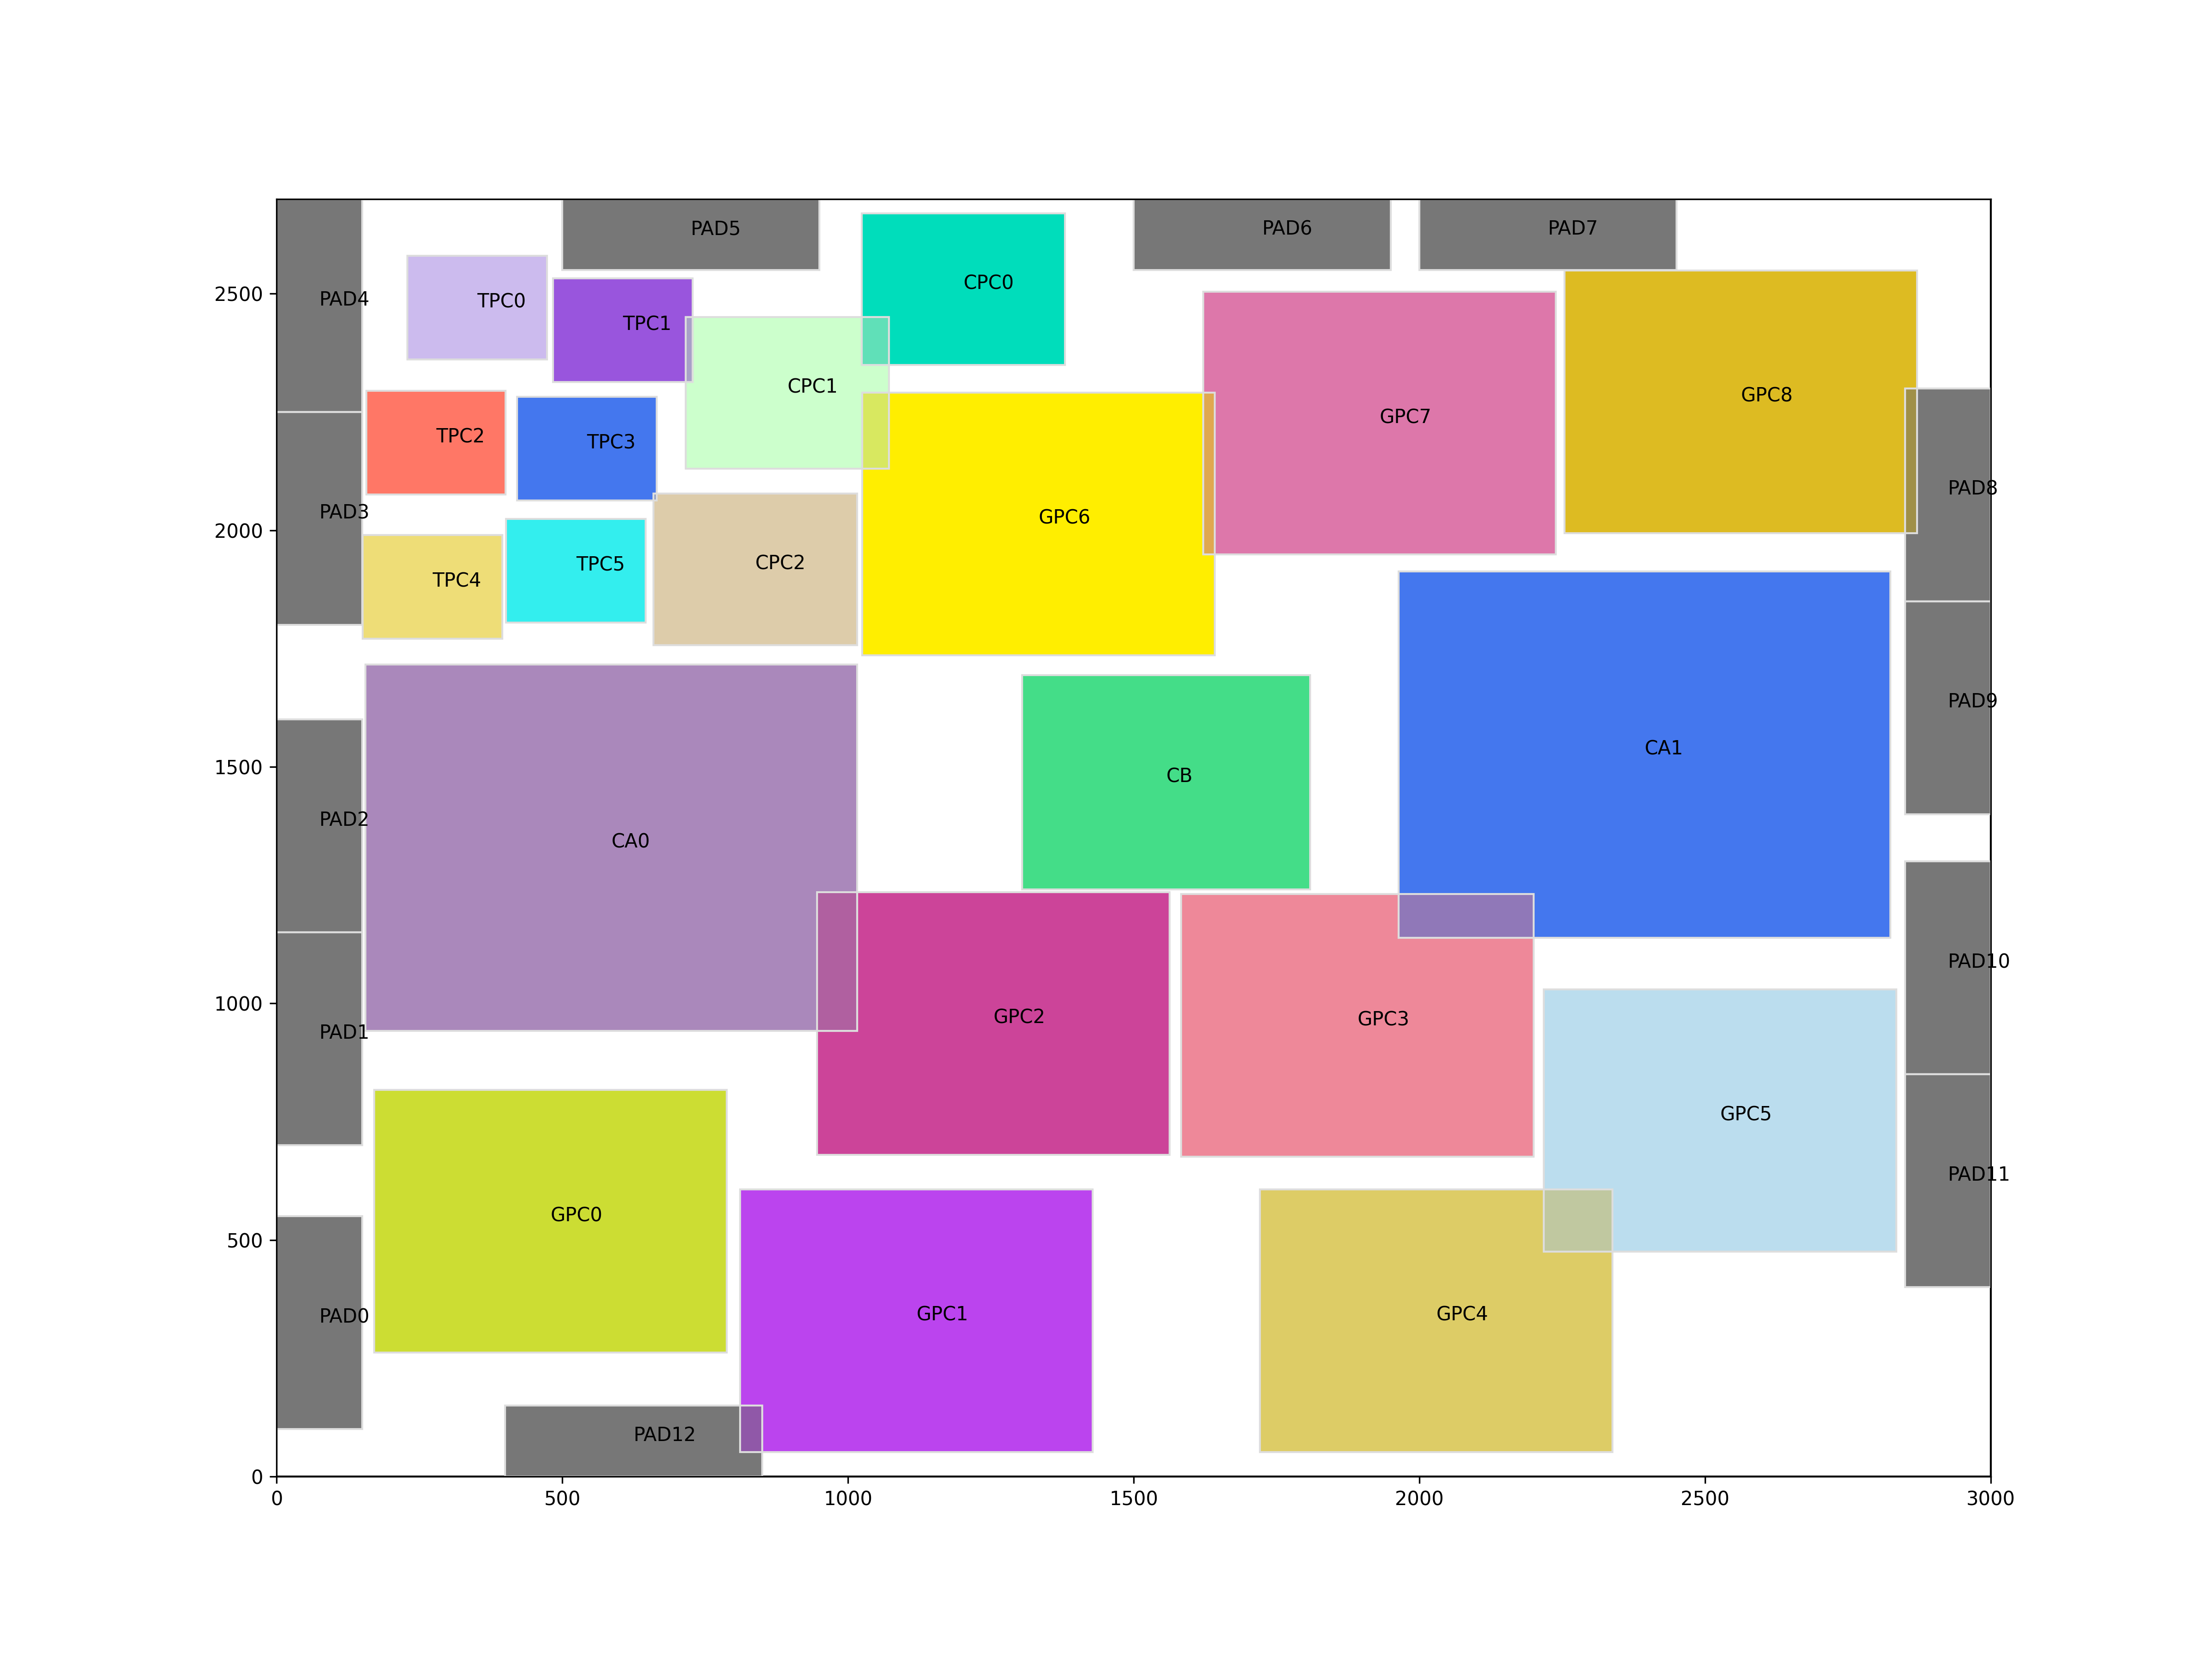 PAD5
PAD6
PAD7
CPC0
PAD4
TPC0
2500
TPC1
CPC1
GPC8
GPC7
TPC2
TPC3
PAD8
PAD3
GPC6
2000
TPC5
CPC2
TPC4
PAD9
CA1
1500
CB
PAD2
CA0
PAD10
1000
PAD1
GPC2
GPC3
GPC5
PAD11
GPC0
500
PAD0
GPC1
GPC4
PAD12
0
0 500 1000 1500 2000 2500 3000